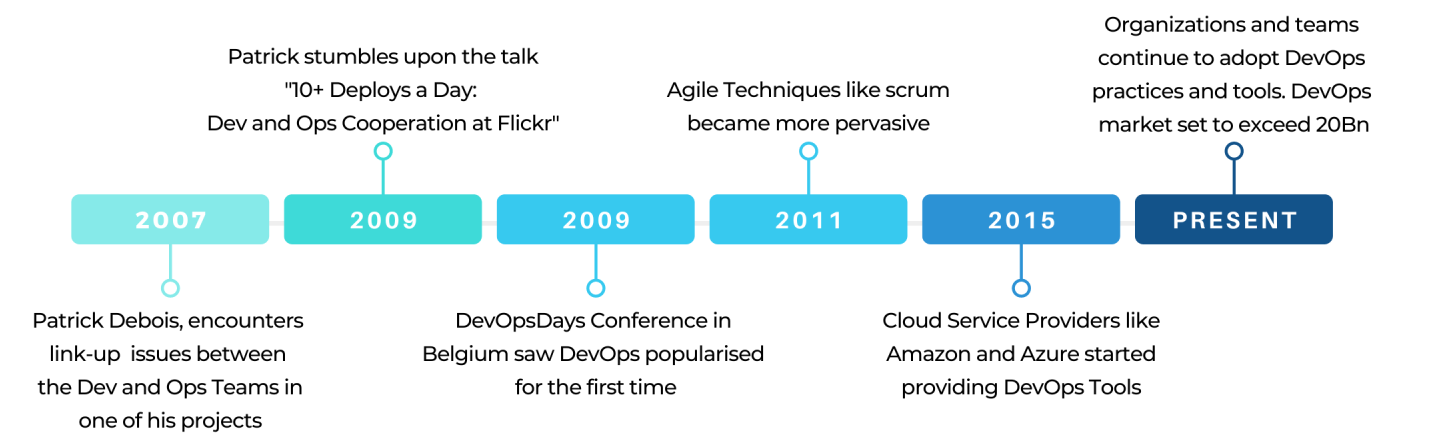 Organizations and teams
continue to adopt DevOps
practices and tools. DevOps
market set to exceed 20Bn
Patrick stumbles upon the talk
"10+ Deploys a Day:
Dev and Ops Cooperation at Flickr"
Agile Techniques like scrum
became more pervasive
2007
2009
2009
2011
2015
PRESENT
Patrick Debois, encounters
link-up  issues between
the Dev and Ops Teams in
one of his projects
DevOpsDays Conference in
Belgium saw DevOps popularised
for the first time
Cloud Service Providers like
Amazon and Azure started
providing DevOps Tools